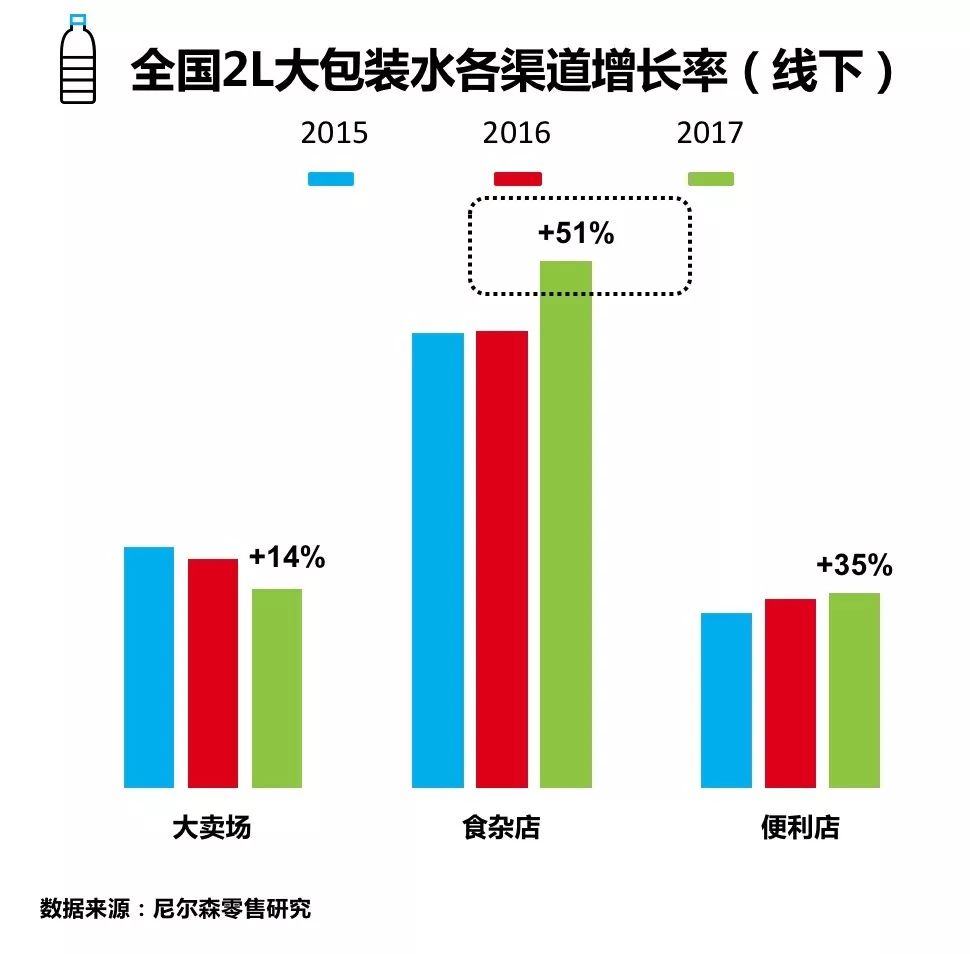 全国2L大包装水各渠道增长率（线下）
2015 2016 2017
+51%
+14%
+35%
大卖场 食杂店 便利店
数据来源：尼尔森零售研究